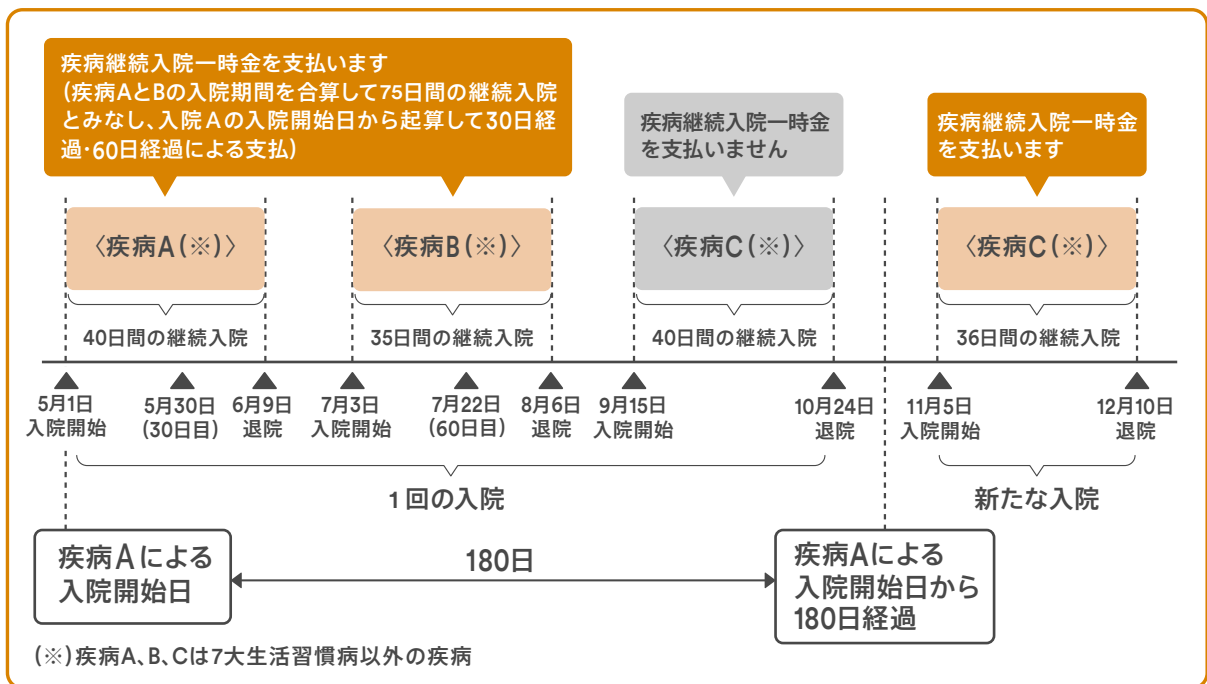 疾病継続入院一時金を支払います
(疾病AとBの入院期間を合算して75日間の継続入院
とみなし、入院Aの入院開始日から起算して30日経
過・60日経過による支払)
疾病継続入院一時金
を支払いません
疾病継続入院一時金
を支払います
〈疾病A(※)〉
〈疾病B(※)〉
〈疾病C(※)〉
〈疾病C(※)〉
40日間の継続入院
35日間の継続入院
40日間の継続入院
36日間の継続入院
5月1日
入院開始
5月30日
(30日目)
6月9日
退院
7月3日
入院開始
7月22日
(60日目)
8月6日
退院
9月15日
入院開始
10月24日
退院
11月5日
入院開始
12月10日
退院
1回の入院
新たな入院
疾病Aによる
入院開始日
180日
疾病Aによる
入院開始日から
180日経過
(※)疾病A、B、Cは7大生活習慣病以外の疾病